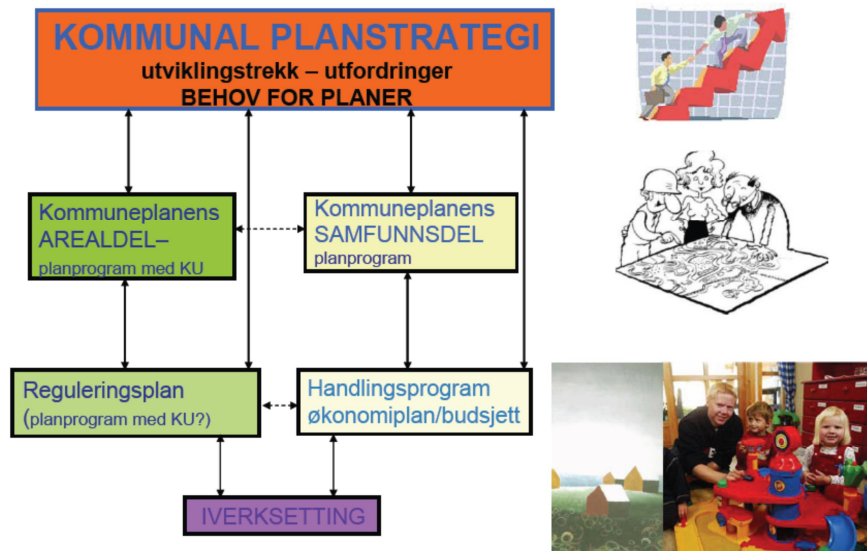 KOMMUNAL PLANSTRATEGI
utviklingstrekk – utfordringer
BEHOV FOR PLANER
Kommuneplanens
AREALDEL–
planprogram med KU
Kommuneplanens
SAMFUNNSDEL
planprogram
Reguleringsplan
(planprogram med KU?)
Handlingsprogram
økonomiplan/budsjett
IVERKSETTING